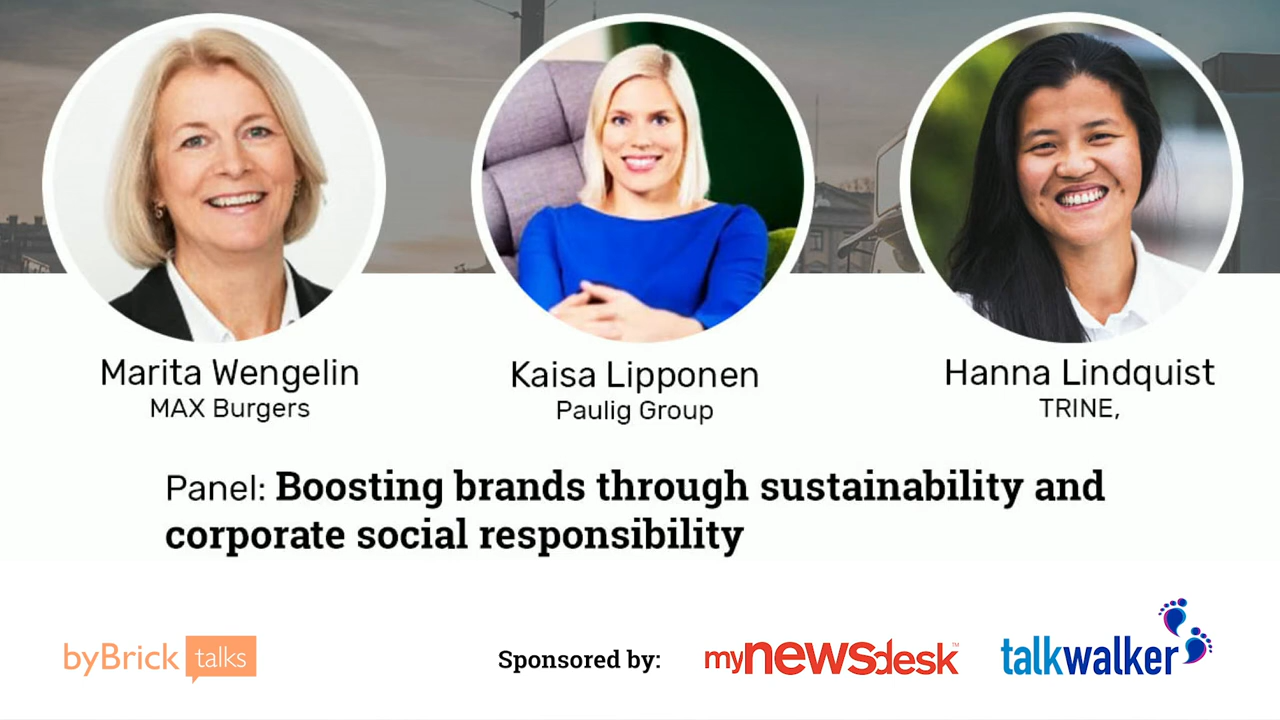 Marita Wengelin
MAX Burgers
Kaisa Lipponen
Paulig Group
Hanna Lindquist
TRINE,
Panel: Boosting brands through sustainability and
corporate social responsibility
byBrick talks
Sponsored by:
mynewsdesk™
talkwalker